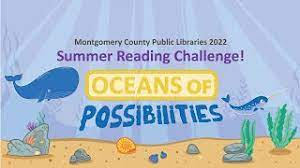 Montgomery County Public Libraries 2022
Summer Reading Challenge!
OCEANS OF
POSSIBILITIES